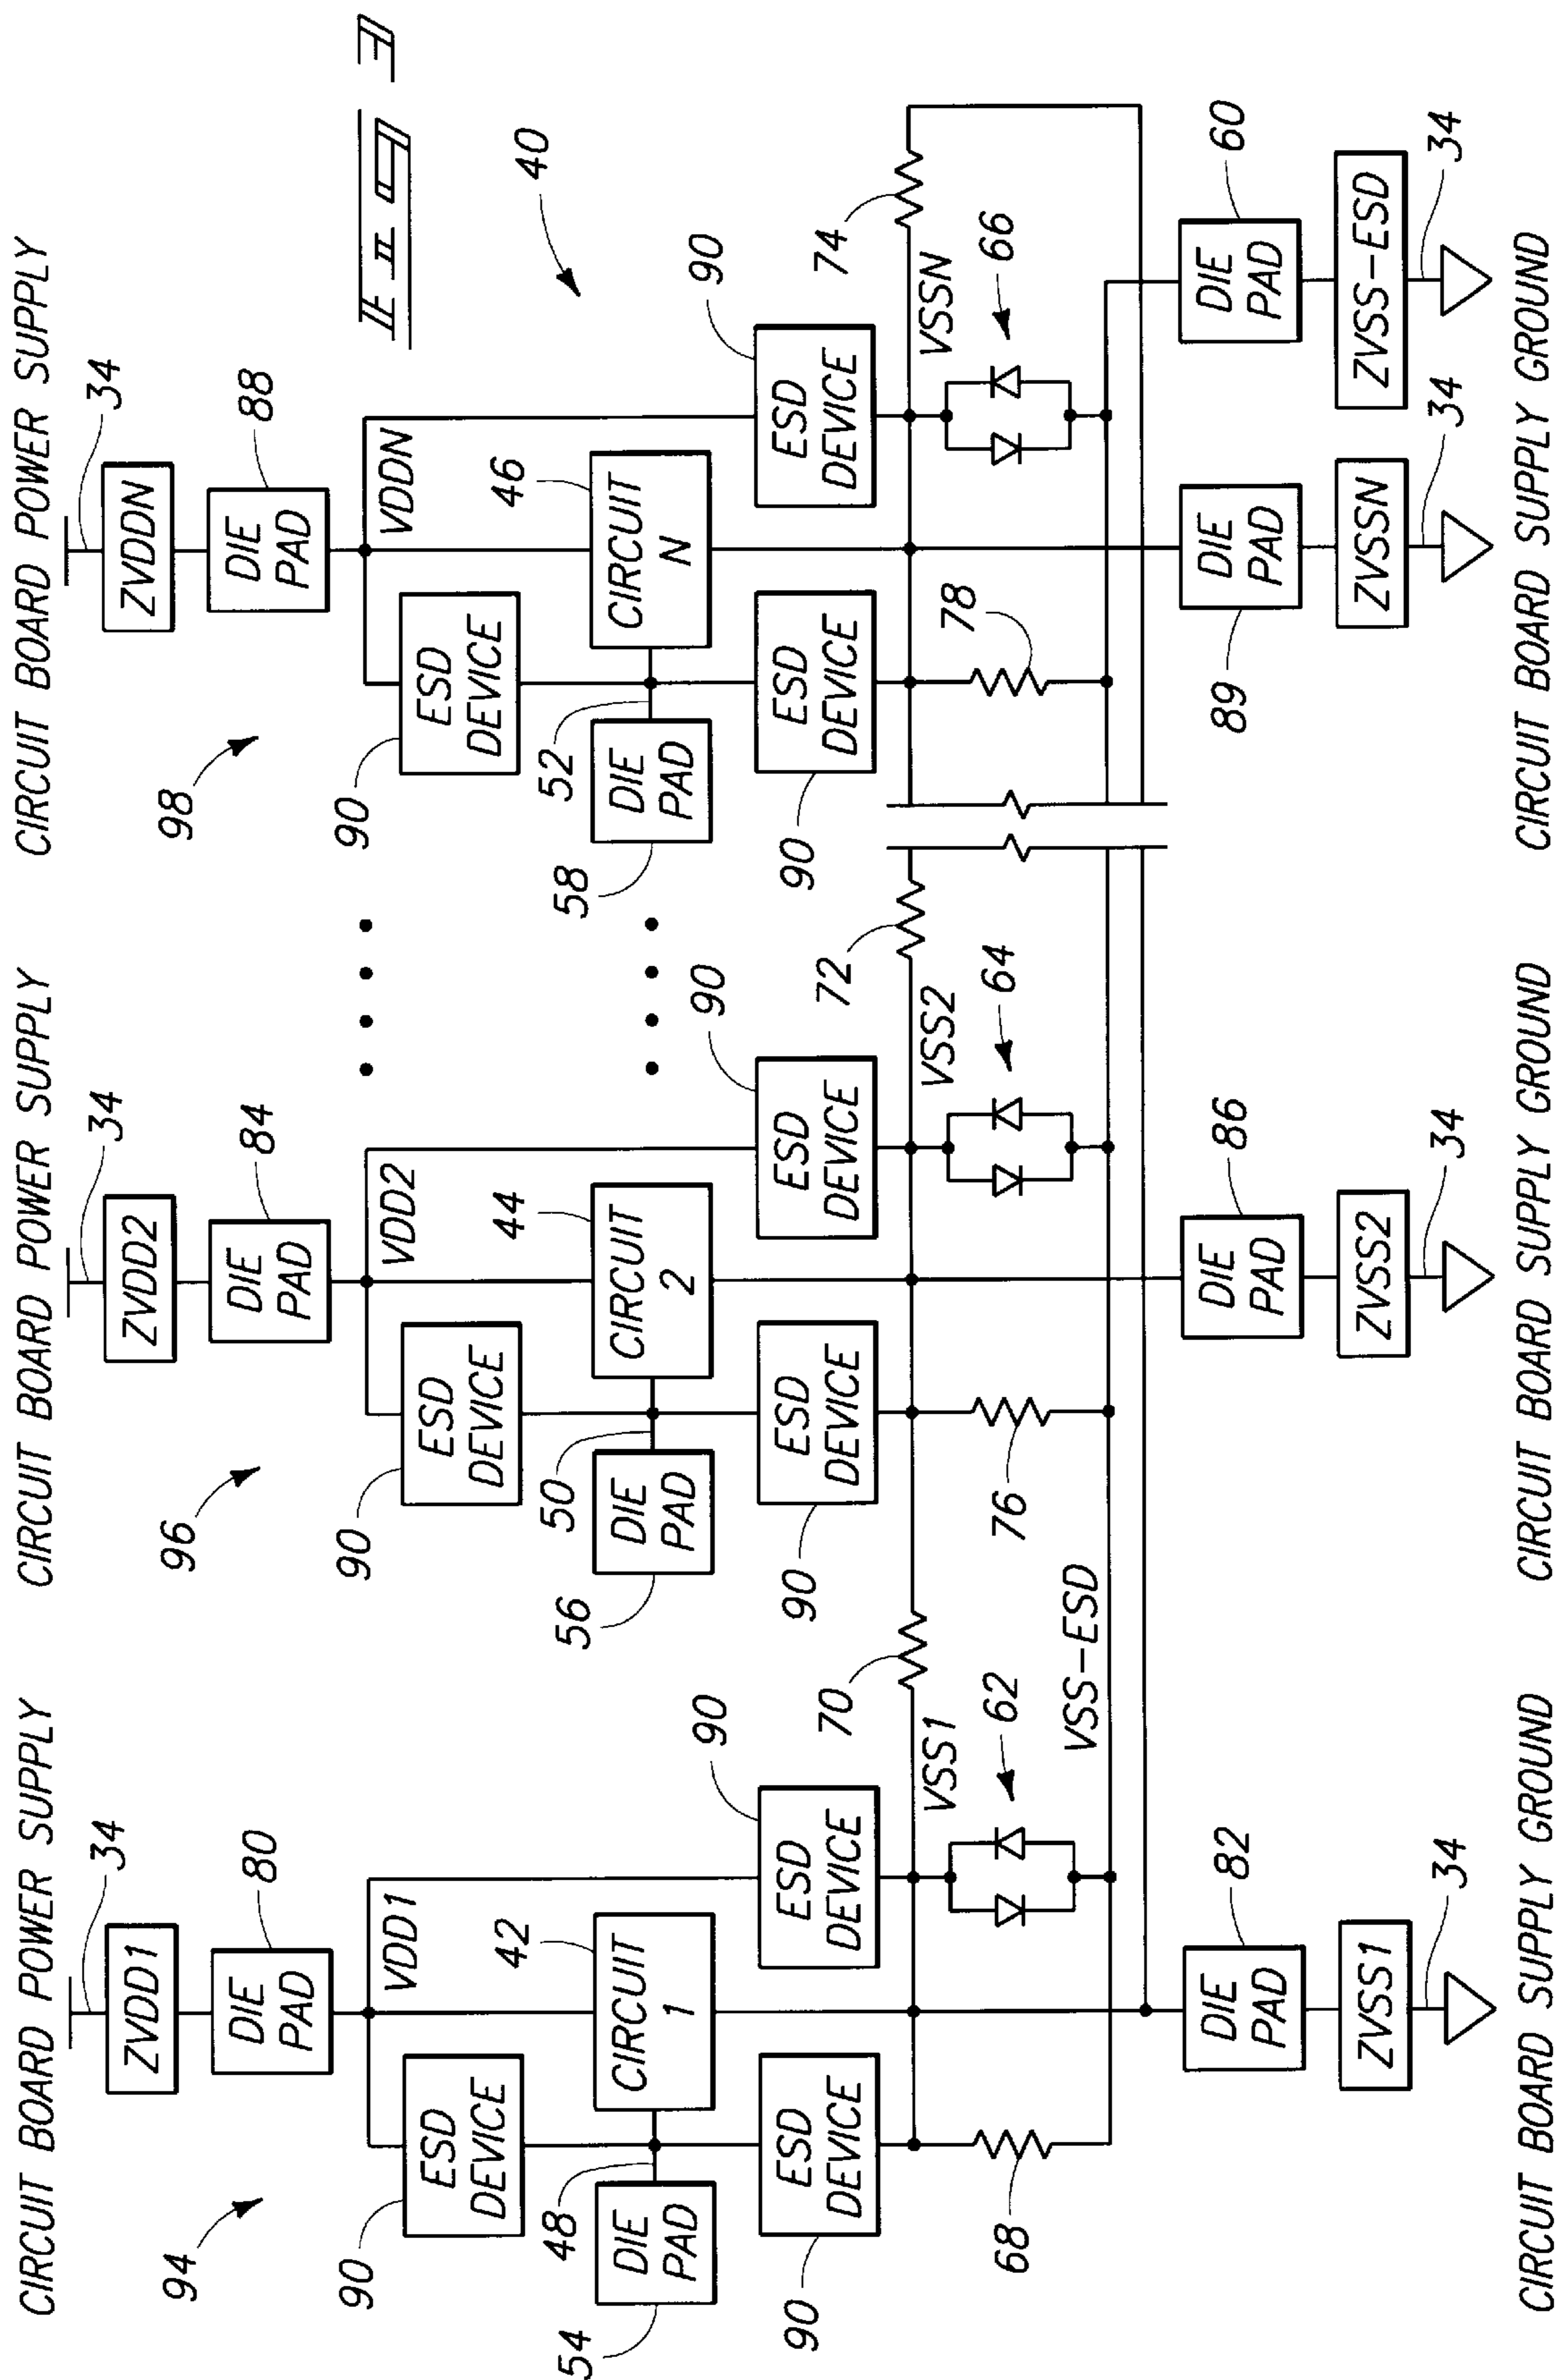 CIRCUIT BOARD POWER SUPPLY
CIRCUIT BOARD POWER SUPPLY
CIRCUIT BOARD POWER SUPPLY
34
34
34
ZVDD1
ZVDD2
ZVDDN
94
80
96
84
98
88
DIE
PAD
DIE
PAD
DIE
PAD
FIG 3
VDD1
VDD2
VDDN
90
ESD
DEVICE
42
90
ESD
DEVICE
44
90
ESD
DEVICE
46
40
48
50
52
54
DIE
PAD
CIRCUIT
1
56
DIE
PAD
CIRCUIT
2
58
DIE
PAD
CIRCUIT
N
90
90
90
90
ESD
DEVICE
ESD
DEVICE
90
ESD
DEVICE
ESD
DEVICE
90
ESD
DEVICE
ESD
DEVICE
70
72
74
VSS1
VSS2
VSSN
68
62
76
64
78
66
VSS-ESD
82
86
89
60
DIE
PAD
DIE
PAD
DIE
PAD
DIE
PAD
ZVSS1
ZVSS2
ZVSSN
ZVSS-ESD
34
34
34
34
CIRCUIT BOARD SUPPLY GROUND
CIRCUIT BOARD SUPPLY GROUND
CIRCUIT BOARD SUPPLY GROUND